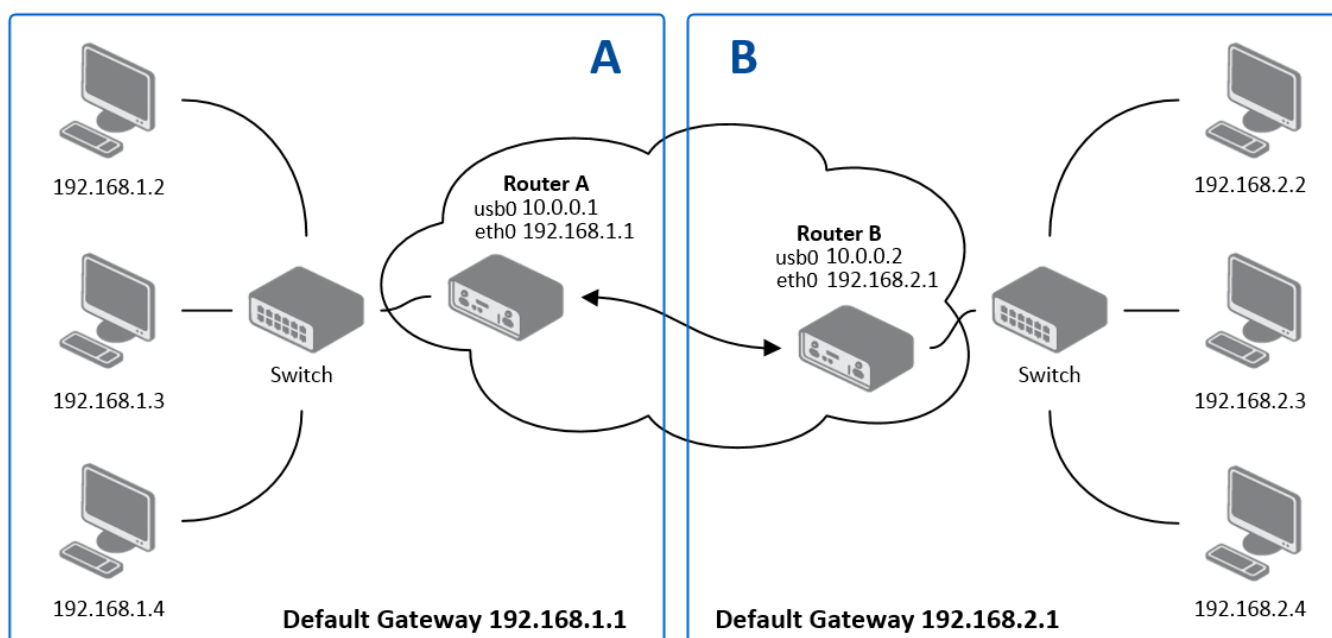 A
B
192.168.1.2
192.168.1.3
192.168.1.4
Switch
Router A
usb0 10.0.0.1
eth0 192.168.1.1
Default Gateway 192.168.1.1
Router B
usb0 10.0.0.2
eth0 192.168.2.1
Switch
192.168.2.2
192.168.2.3
192.168.2.4
Default Gateway 192.168.2.1